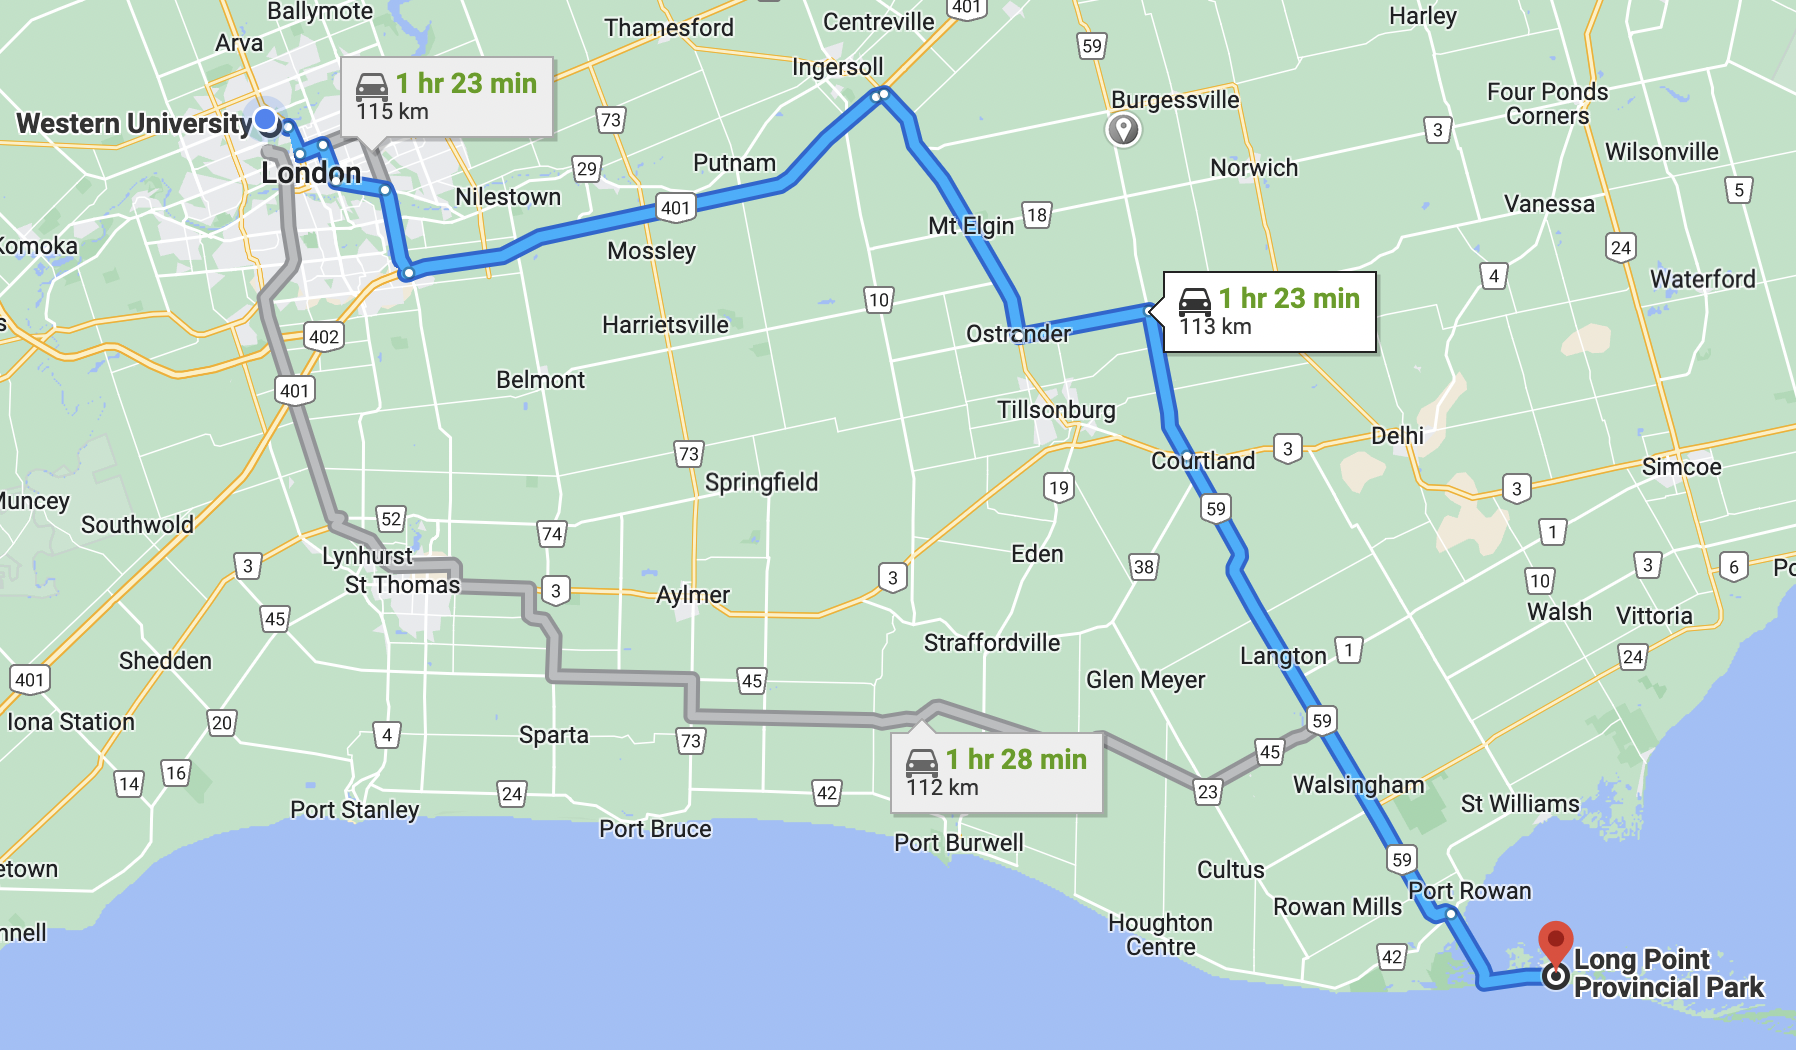 Ballymote
Thamesford
Centreville
401
Harley
Arva
59
Ingersoll
1 hr 23 min
115 km
Burgessville
Four Ponds
Corners
Western University
73
3
London
29
Putnam
Norwich
Wilsonville
Nilestown
401
18
5
Vanessa
Komoka
Mossley
Mt Elgin
24
10
4
Waterford
1 hr 23 min
113 km
402
Harrietsville
Ostrander
401
Belmont
Tillsonburg
73
Courtland
3
Delhi
Simcoe
Muncey
Springfield
19
3
Southwold
52
74
59
1
Lynhurst
3
St Thomas
3
Aylmer
3
Eden
38
10
3
6
45
Walsh
Vittoria
Shedden
Straffordville
Langton
1
24
401
45
Glen Meyer
Iona Station
20
4
Sparta
73
59
1 hr 28 min
112 km
45
14
16
24
42
23
Walsingham
St Williams
Port Stanley
Port Bruce
Port Burwell
59
etown
Cultus
Port Rowan
Rowan Mills
nnell
Houghton
Centre
42
Long Point
Provincial Park